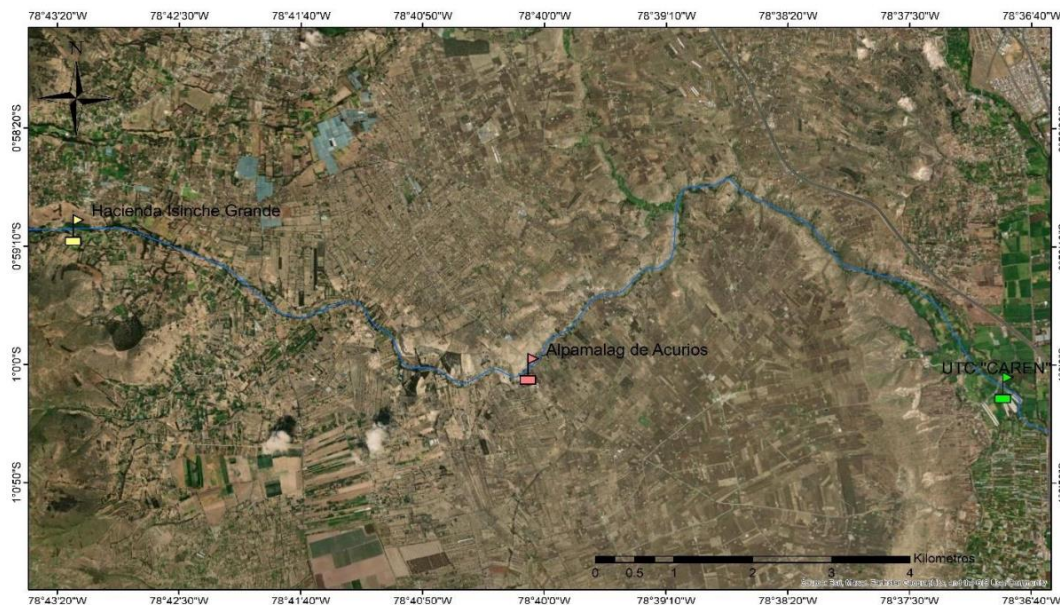 78°43'20"W 78°42'30"W 78°41'40"W 78°40'50"W 78°40'0"W 78°39'10"W 78°38'20"W 78°37'30"W 78°36'40"W
N
0°58'20"S
Hacienda Isinche Grande
0°59'10"S
Alpamalag de Acurios
1°0'0"S
UTC "CAREN"
1°0'50"S
Kilometros
0 0.5 1 2 3 4
78°43'20"W 78°42'30"W 78°41'40"W 78°40'50"W 78°40'0"W 78°39'10"W 78°38'20"W 78°37'30"W 78°36'40"W